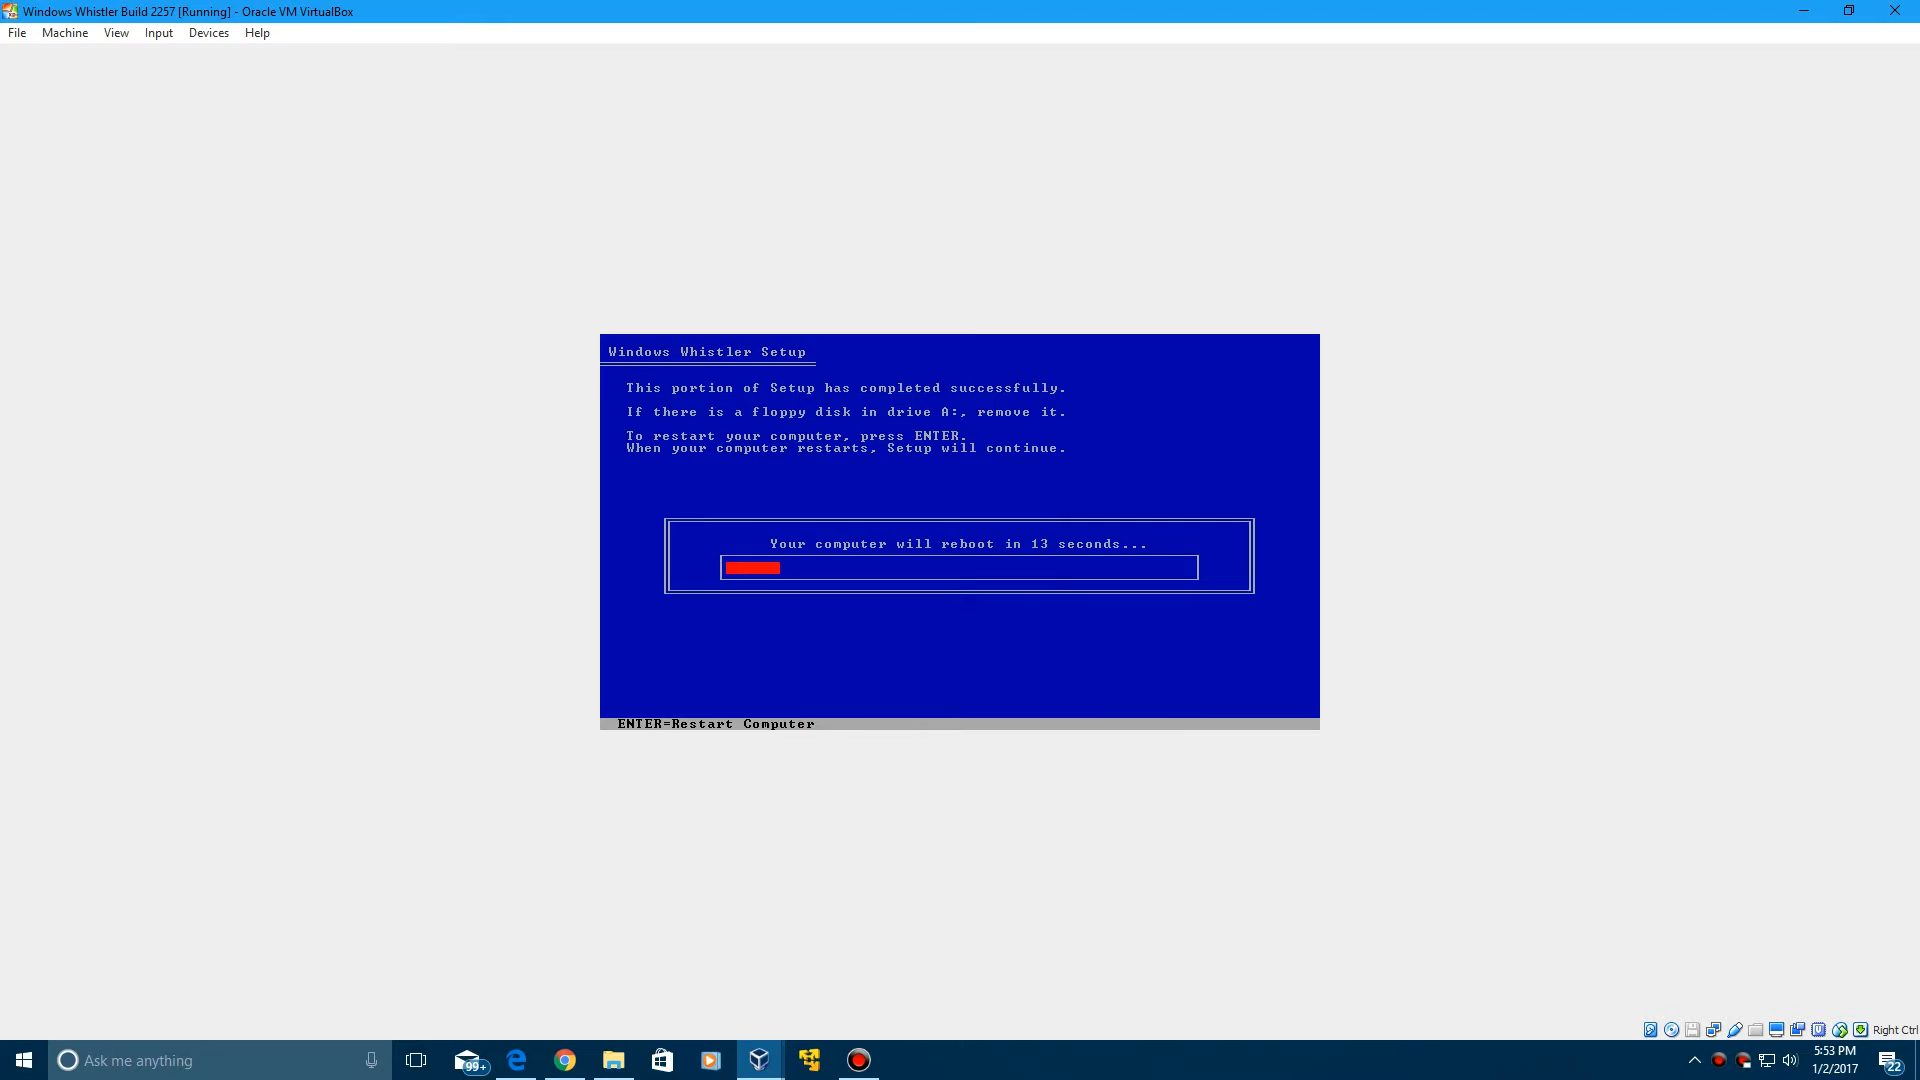 Windows Whistler Build 2257 [Running] - Oracle VM VirtualBox
File Machine View Input Devices Help
Windows Whistler Setup
This portion of Setup has completed successfully.
If there is a floppy disk in drive A:, remove it.
To restart your computer, press ENTER.
When your computer restarts, Setup will continue.
Your computer will reboot in 13 seconds...
ENTER=Restart Computer
Right Ctrl
Ask me anything
99+
5:53 PM
1/2/2017
22